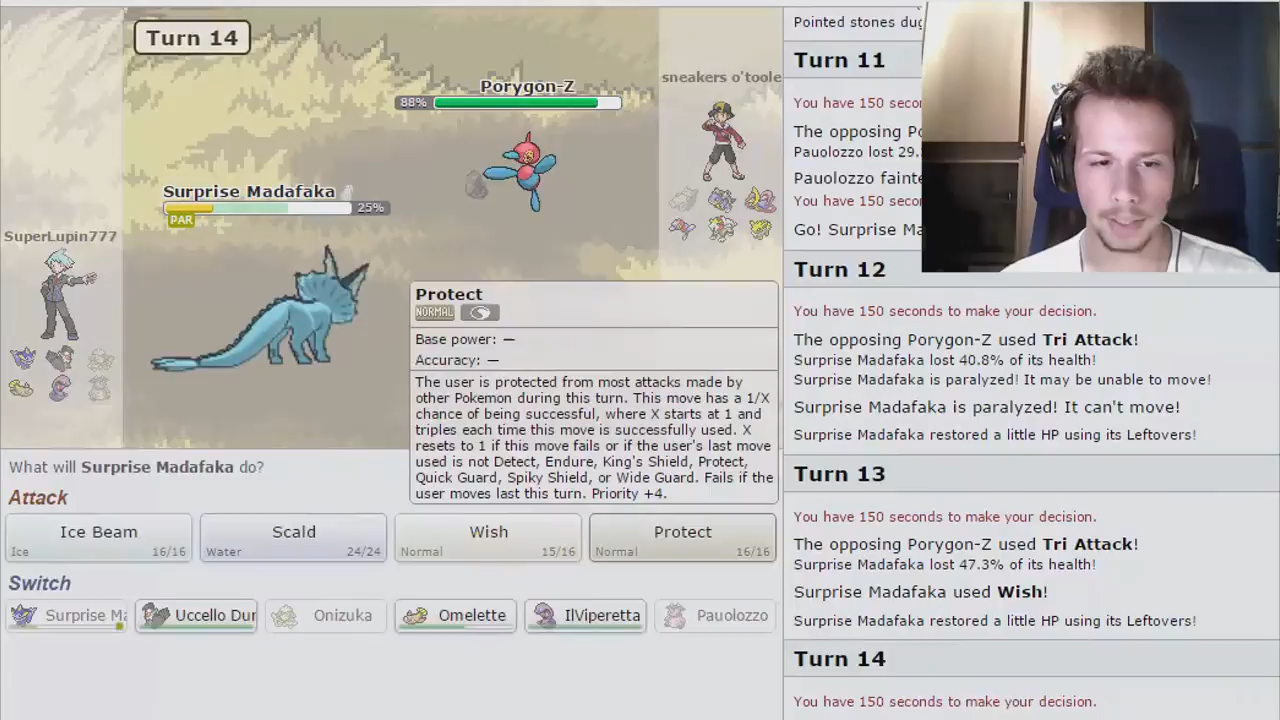 Turn 14
Porygon-Z
88%
sneakers o'toole
Surprise Madafaka
25%
PAR
SuperLupin777
Protect
NORMAL
Base power: —
Accuracy: —
The user is protected from most attacks made by
other Pokemon during this turn. This move has a 1/X
chance of being successful, where X starts at 1 and
triples each time this move is successfully used. X
resets to 1 if this move fails or if the user's last move
used is not Detect, Endure, King's Shield, Protect,
Quick Guard, Spiky Shield, or Wide Guard. Fails if the
user moves last this turn. Priority +4.
What will Surprise Madafaka do?
Attack
Ice Beam
Ice 16/16
Scald
Water 24/24
Wish
Normal 15/16
Protect
Normal 16/16
Switch
Surprise Ma
Uccello Dur
Onizuka
Omelette
IlViperetta
Pauolozzo
Pointed stones dug
Turn 11
You have 150 secon
The opposing Po
Pauolozzo lost 29.
Pauolozzo fainte
You have 150 secon
Go! Surprise Ma
Turn 12
You have 150 seconds to make your decision.
The opposing Porygon-Z used Tri Attack!
Surprise Madafaka lost 40.8% of its health!
Surprise Madafaka is paralyzed! It may be unable to move!
Surprise Madafaka is paralyzed! It can't move!
Surprise Madafaka restored a little HP using its Leftovers!
Turn 13
You have 150 seconds to make your decision.
The opposing Porygon-Z used Tri Attack!
Surprise Madafaka lost 47.3% of its health!
Surprise Madafaka used Wish!
Surprise Madafaka restored a little HP using its Leftovers!
Turn 14
You have 150 seconds to make your decision.